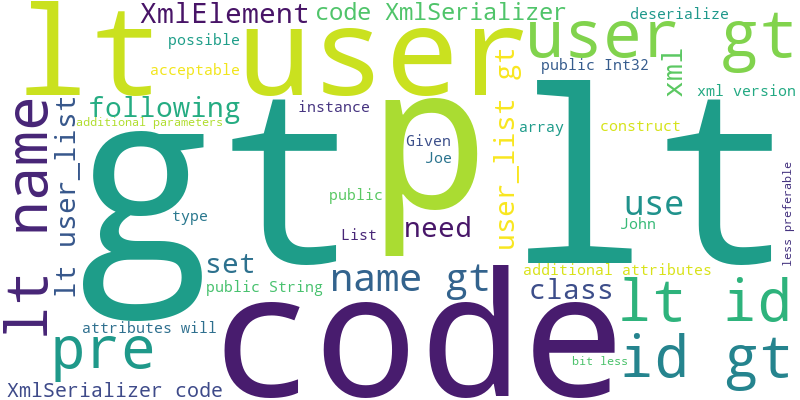 XmlElement
code XmlSerializer
deserialize
lt user
user gt
possible
public Int32
acceptable
xml
xml version
following
instance
additional parameters
array
construct
gt
p
lt
Given
Joe
lt name
lt user_list
user_list gt
type
public
use
John
List
need
less preferable
set
name gt
additional attributes
public String
class
lt id
code
attributes will
pre
id gt
bit less
XmlSerializer code